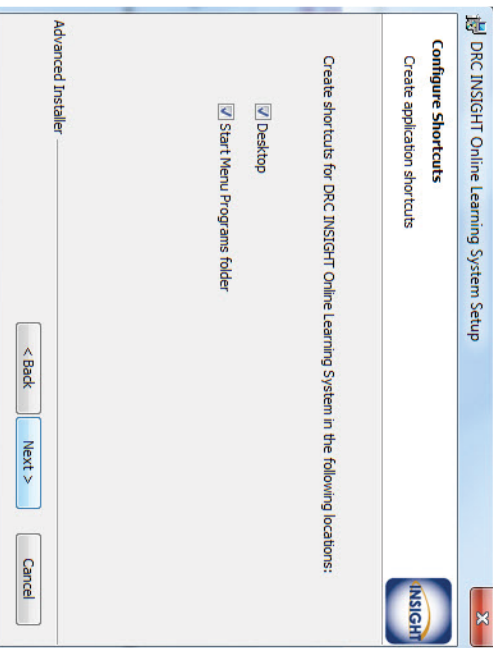 DRC INSIGHT Online Learning System Setup
X
Configure Shortcuts
Create application shortcuts
INSIGHT
Create shortcuts for DRC INSIGHT Online Learning System in the following locations:
Desktop
Start Menu Programs folder
Advanced Installer
< Back
Next >
Cancel